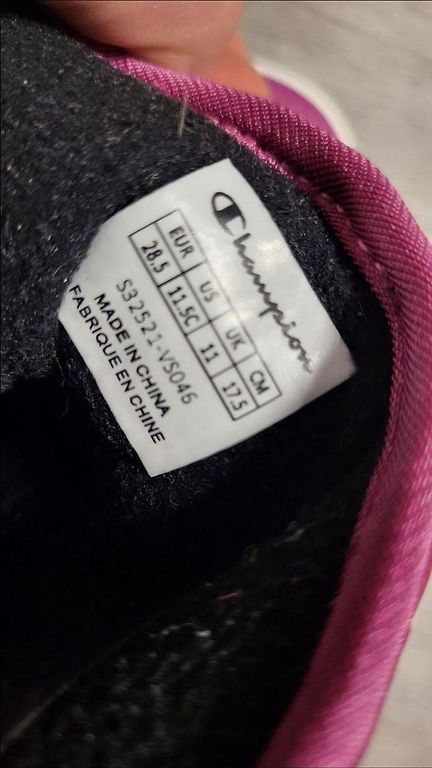 Champion
EUR US UK CM
28.5 11.5C 11 17.5
S32521-VS046
MADE IN CHINA
FABRIQUE EN CHINE